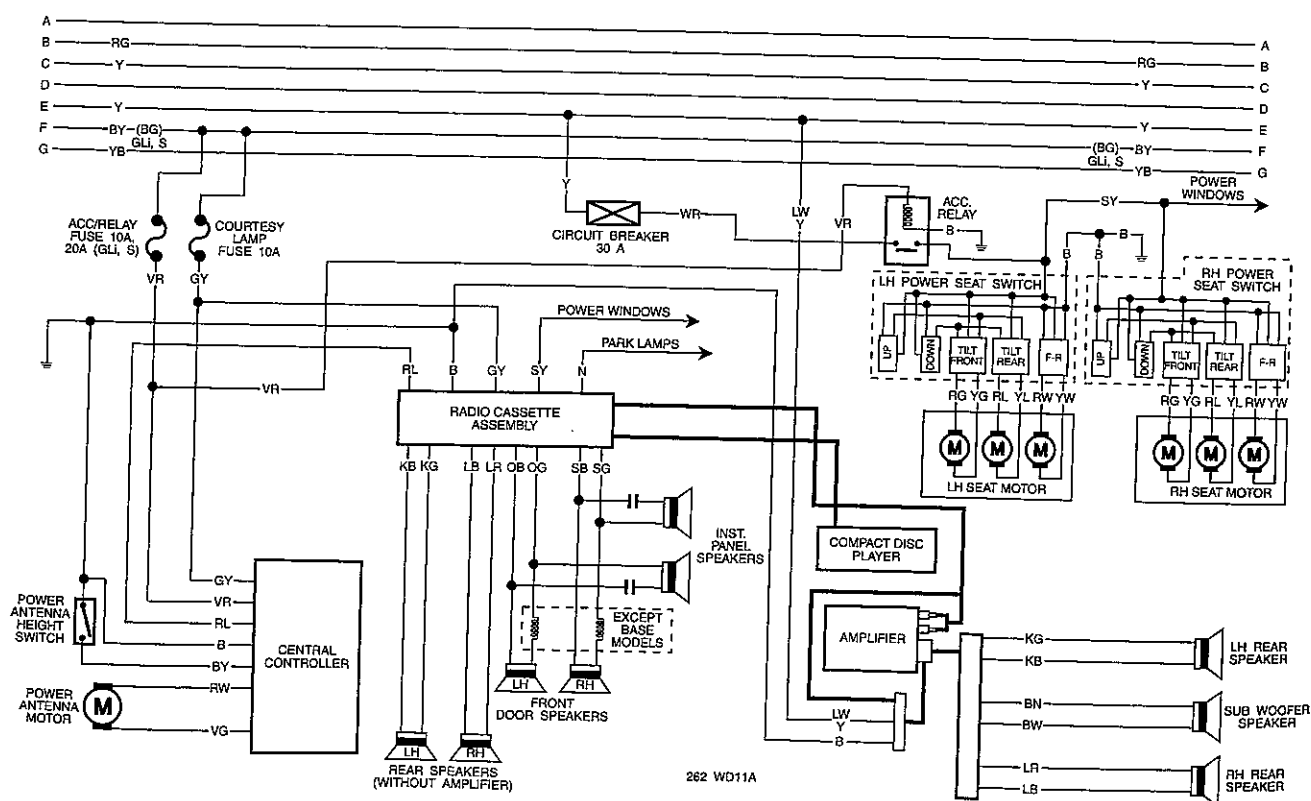 A
A
B
RG
RG
B
C
Y
Y
C
D
D
E
Y
Y
E
F
BY
(BG)
GLi, S
(BG)
GLi, S
BY
F
G
YB
YB
G
ACC/RELAY
FUSE 10A,
20A (GLi, S)
COURTESY
LAMP
FUSE 10A
VR
GY
Y
CIRCUIT BREAKER
30 A
WR
LW
Y
VR
ACC.
RELAY
B
SY
POWER
WINDOWS
B
B
B
LH POWER SEAT SWITCH
RH POWER
SEAT SWITCH
UP
DOWN
TILT
FRONT
TILT
REAR
F-R
UP
DOWN
TILT
FRONT
TILT
REAR
F-R
RG
YG
RL
YL
RW
YW
RG
YG
RL
YL
RW
YW
M
M
M
LH SEAT MOTOR
M
M
M
RH SEAT MOTOR
POWER WINDOWS
PARK LAMPS
VR
RL
B
GY
SY
N
RADIO CASSETTE
ASSEMBLY
KB
KG
LB
LR
OB
OG
SB
SG
INST.
PANEL
SPEAKERS
COMPACT DISC
PLAYER
EXCEPT
BASE
MODELS
AMPLIFIER
LH
RH
FRONT
DOOR SPEAKERS
LH
RH
REAR SPEAKERS
(WITHOUT AMPLIFIER)
POWER
ANTENNA
HEIGHT
SWITCH
POWER
ANTENNA
MOTOR
M
GY
VR
RL
B
BY
RW
VG
CENTRAL
CONTROLLER
LW
Y
B
KG
KB
LH REAR
SPEAKER
BN
BW
SUB WOOFER
SPEAKER
LR
LB
RH REAR
SPEAKER
262 WD11A